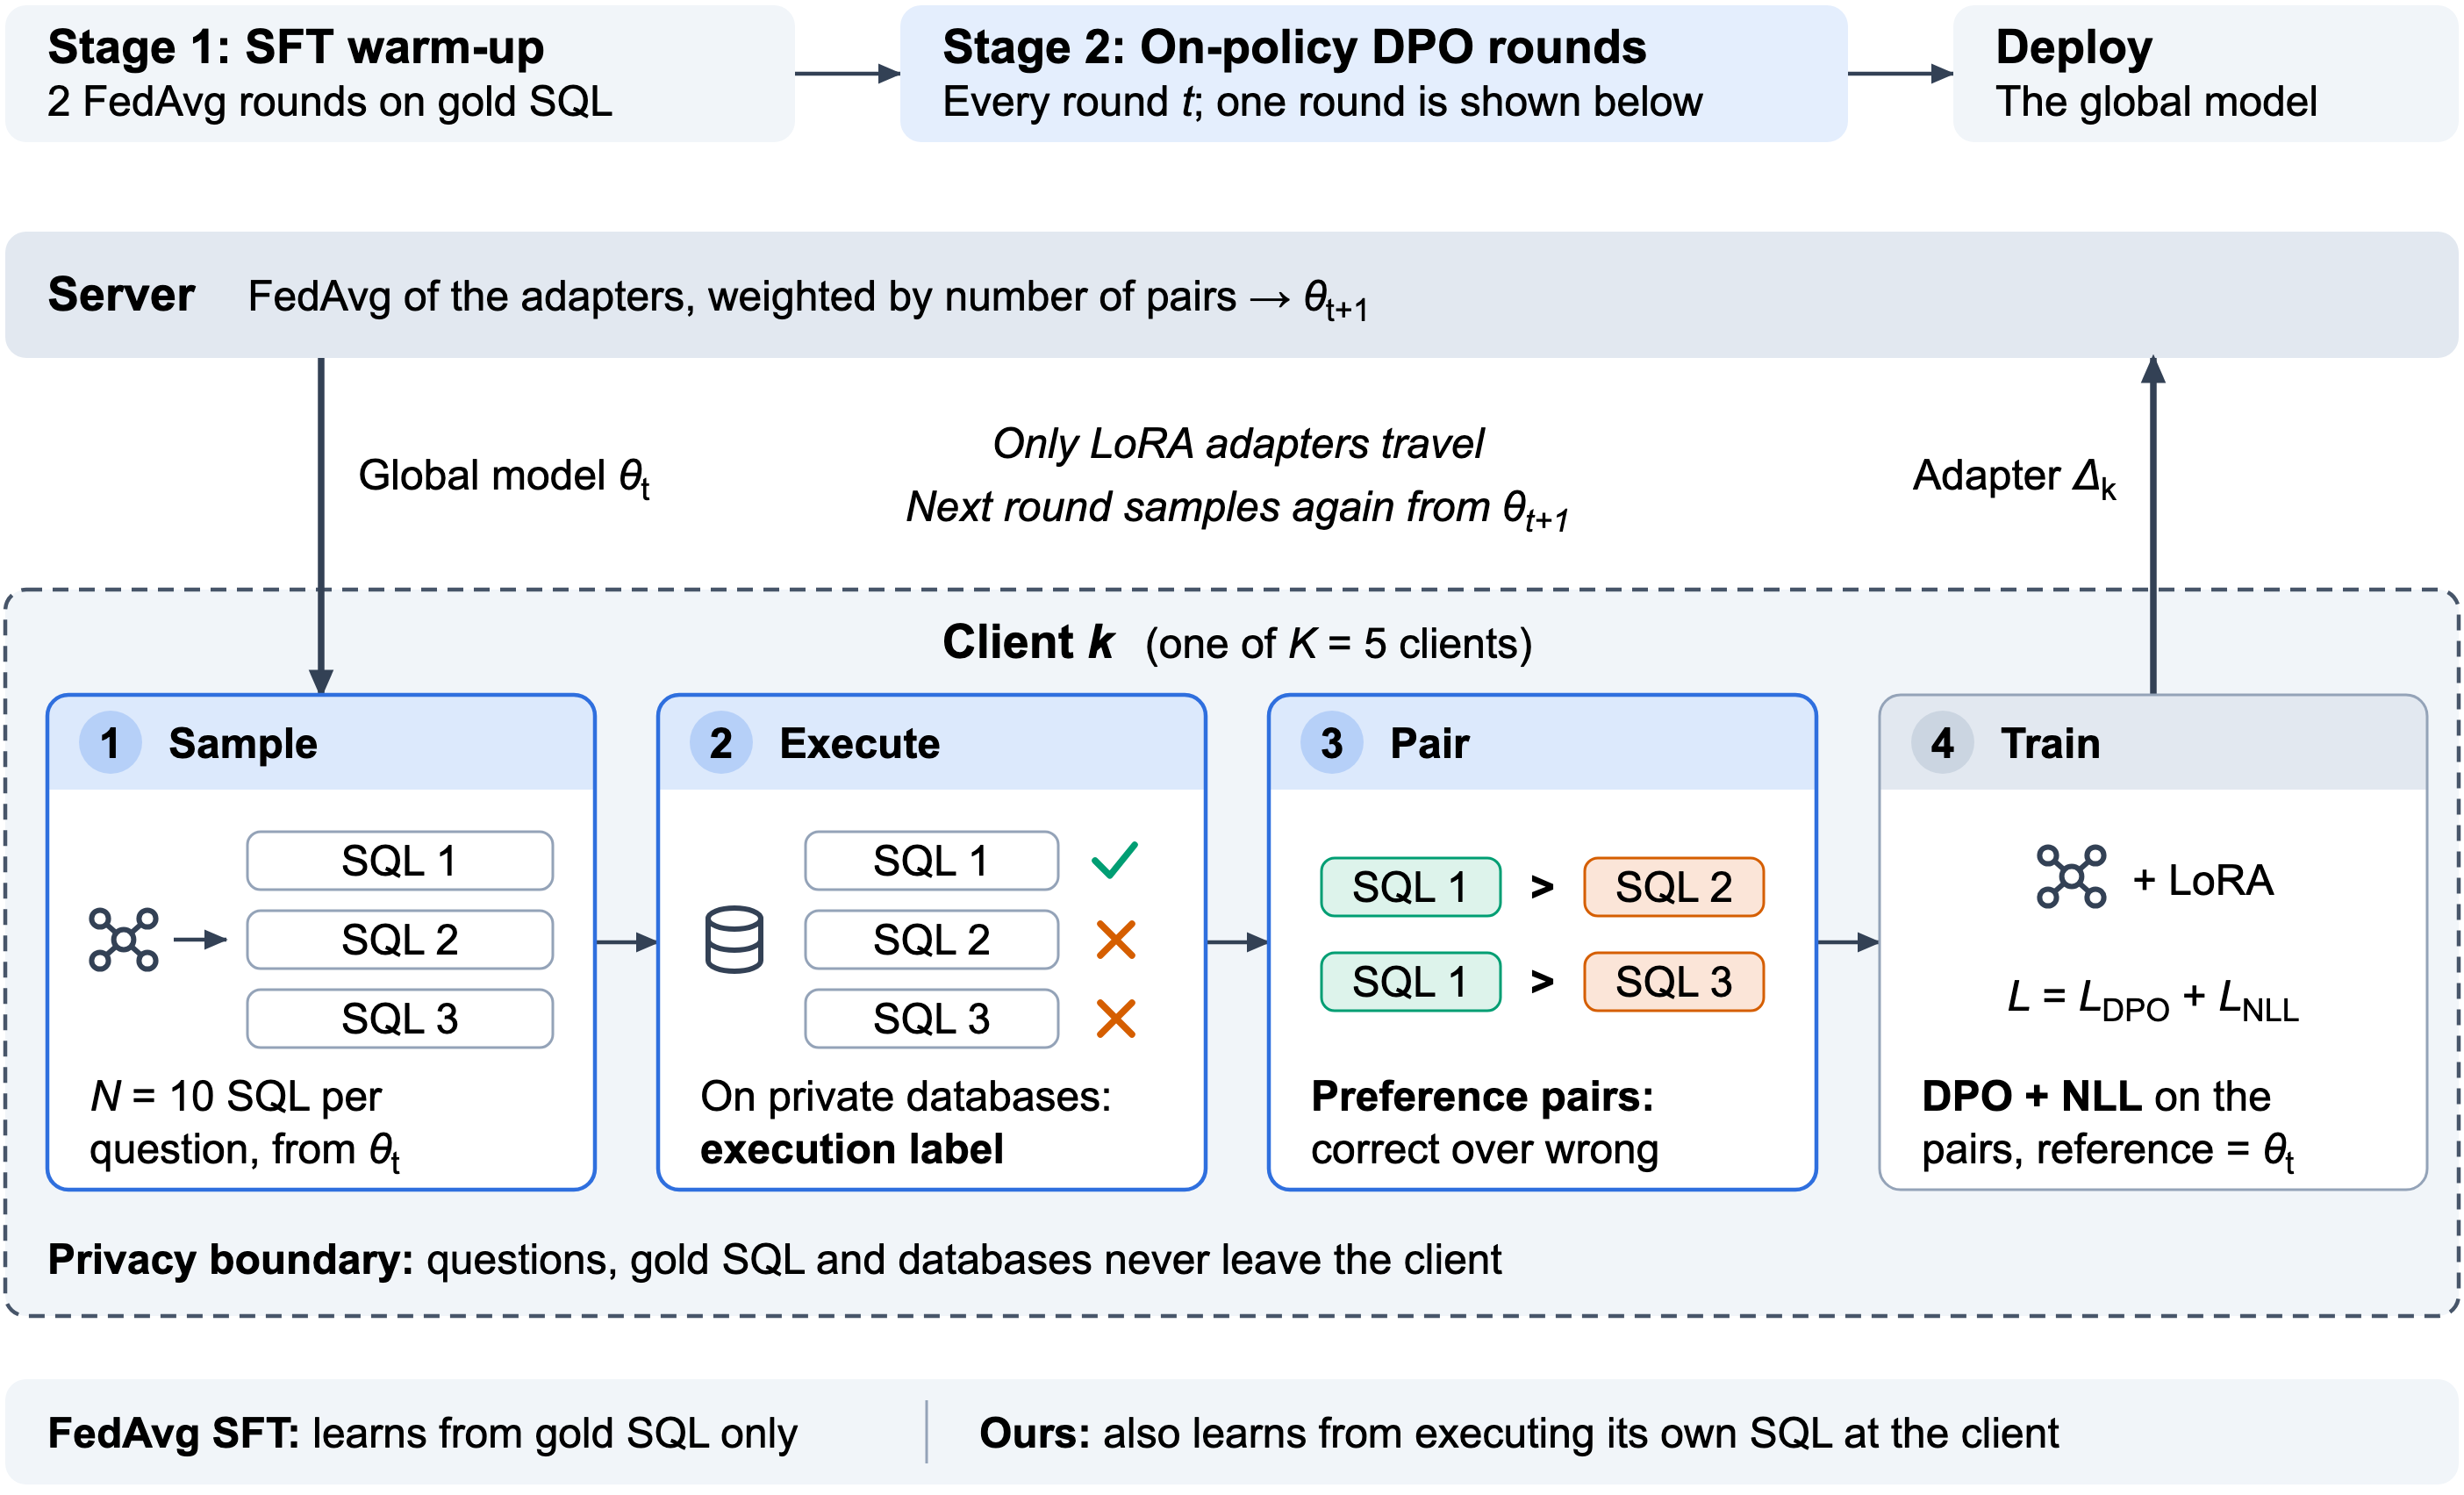 Stage 1: SFT warm-up
2 FedAvg rounds on gold SQL
Stage 2: On-policy DPO rounds
Every round t; one round is shown below
Deploy
The global model
Server FedAvg of the adapters, weighted by number of pairs → θt+1
Global model θt
Only LoRA adapters travel
Next round samples again from θt+1
Adapter Δk
Client k (one of K = 5 clients)
1 Sample
SQL 1
SQL 2
SQL 3
N = 10 SQL per
question, from θt
2 Execute
SQL 1
SQL 2
SQL 3
On private databases:
execution label
3 Pair
SQL 1 > SQL 2
SQL 1 > SQL 3
Preference pairs:
correct over wrong
4 Train
+ LoRA
L = LDPO + LNLL
DPO + NLL on the
pairs, reference = θt
Privacy boundary: questions, gold SQL and databases never leave the client
FedAvg SFT: learns from gold SQL only
Ours: also learns from executing its own SQL at the client